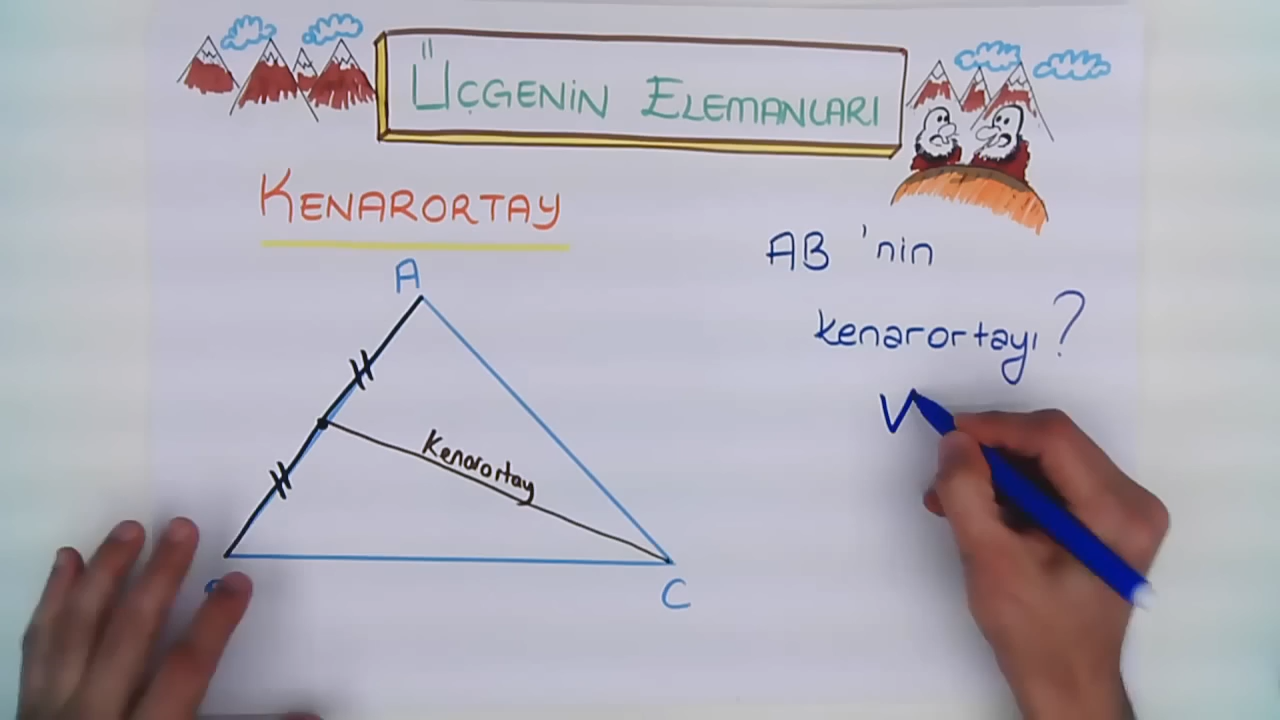 ÜÇGENİN ELEMANLARI
KENARORTAY
AB 'nin
kenarortayı?
V
A
Kenarortay
C